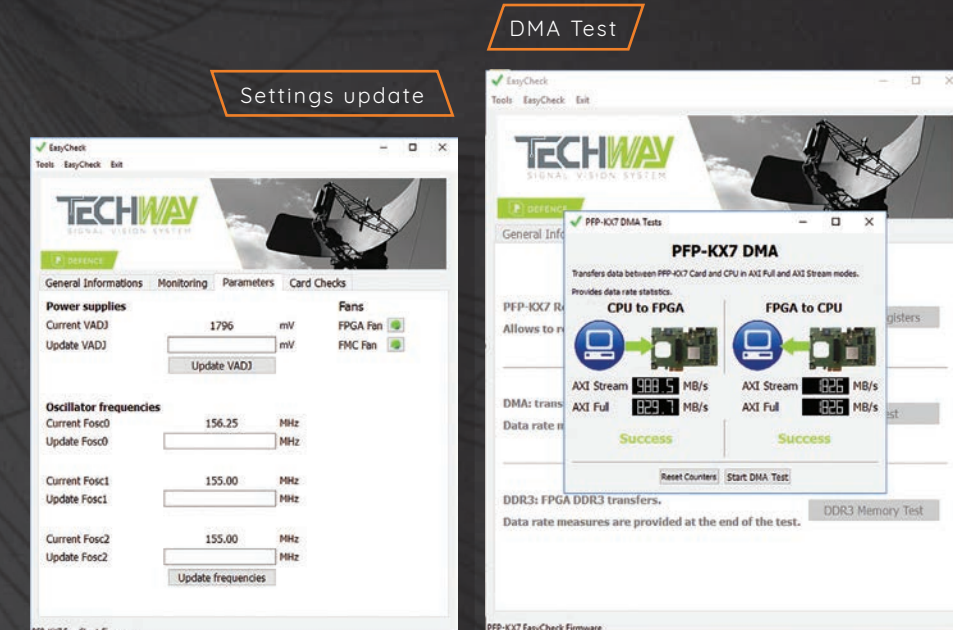 DMA Test
Settings update
EasyCheck
Tools EasyCheck Exit
TECHWAY
SIGNAL VISION SYSTEM
DEFENCE
General Informations Monitoring Parameters Card Checks
Power supplies Fans
Current VADJ 1796 mV FPGA Fan
Update VADJ mV FMC Fan
Update VADJ
Oscillator frequencies
Current Fosc0 156.25 MHz
Update Fosc0 MHz
Current Fosc1 155.00 MHz
Update Fosc1 MHz
Current Fosc2 155.00 MHz
Update Fosc2 MHz
Update frequencies
EasyCheck
Tools EasyCheck Exit
TECHWAY
SIGNAL VISION SYSTEM
DEFENCE
General Info
PFP-KX7 DMA Tests
PFP-KX7 DMA
Transfers data between PFP-KX7 Card and CPU in AXI Full and AXI Stream modes.
Provides data rate statistics.
CPU to FPGA FPGA to CPU
AXI Stream 988.5 MB/s AXI Stream 1826 MB/s
AXI Full 829.7 MB/s AXI Full 1826 MB/s
Success Success
Reset Counters Start DMA Test
PFP-KX7 R
Allows to r
gisters
DMA: trans
Data rate m
est
DDR3: FPGA DDR3 transfers.
Data rate measures are provided at the end of the test.
DDR3 Memory Test
PFP-KX7 EasyCheck Firmware